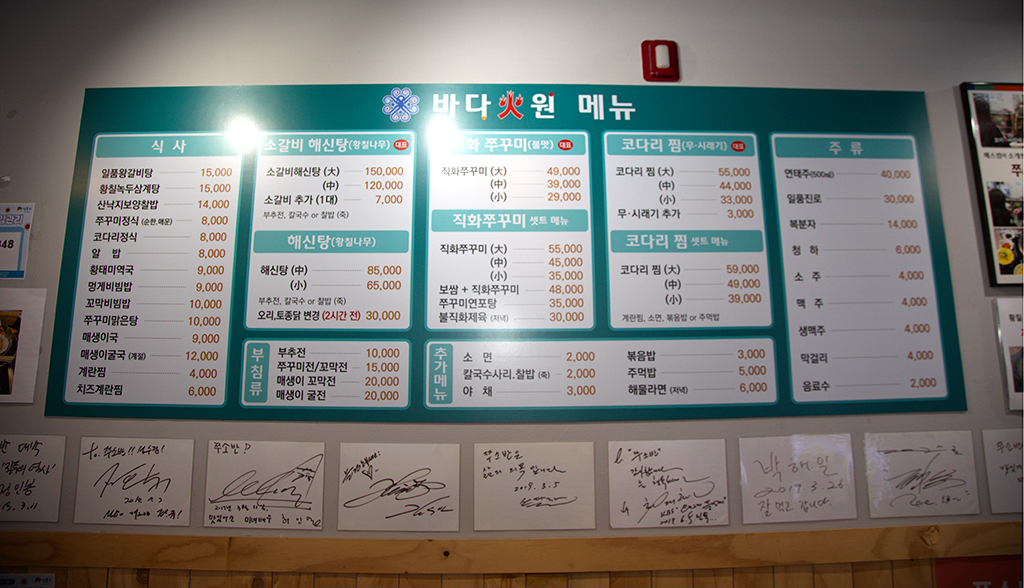 바다火원 메뉴
식 사
일품왕갈비탕 15,000
황칠녹두삼계탕 15,000
산낙지보양찰밥 14,000
쭈꾸미정식 (순한.매운) 8,000
코다리정식 8,000
알 밥 8,000
황태미역국 9,000
멍게비빔밥 9,000
꼬막비빔밥 10,000
쭈꾸미맑은탕 10,000
매생이국 9,000
매생이굴국 (계절) 12,000
계란찜 4,000
치즈계란찜 6,000
소갈비 해신탕(황칠나무) 대표
소갈비해신탕 (大) 150,000
(中) 120,000
소갈비 추가 (1대) 7,000
부추전, 칼국수 or 찰밥 (죽)
해신탕(황칠나무)
해신탕 (中) 85,000
(小) 65,000
부추전, 칼국수 or 찰밥 (죽)
오리,토종닭 변경 (2시간 전) 30,000
쭈꾸미(불맛) 대표
직화쭈꾸미 (大) 49,000
(中) 39,000
(小) 29,000
직화쭈꾸미 셋트 메뉴
직화쭈꾸미 (大) 55,000
(中) 45,000
(小) 35,000
보쌈 + 직화쭈꾸미 48,000
쭈꾸미연포탕 35,000
불직화제육 (저녁) 30,000
코다리 찜(무·시래기) 대표
코다리 찜 (大) 55,000
(中) 44,000
(小) 33,000
무·시래기 추가 3,000
코다리 찜 셋트 메뉴
코다리 찜 (大) 59,000
(中) 49,000
(小) 39,000
계란찜, 소면, 볶음밥 or 주먹밥
주 류
연태주(500㎖) 40,000
일품진로 30,000
복분자 14,000
청 하 6,000
소 주 4,000
맥 주 4,000
생맥주 4,000
막걸리 4,000
음료수 2,000
부침류
부추전 10,000
쭈꾸미전/꼬막전 15,000
매생이 꼬막전 20,000
매생이 굴전 20,000
추가메뉴
소 면 2,000
칼국수사리.찰밥 (죽) 2,000
야 채 3,000
볶음밥 3,000
주먹밥 5,000
해물라면 (저녁) 6,000
348
쭈소반은
2019.3.5
박해일
2019.3.26
잘 먹고 갑니다.